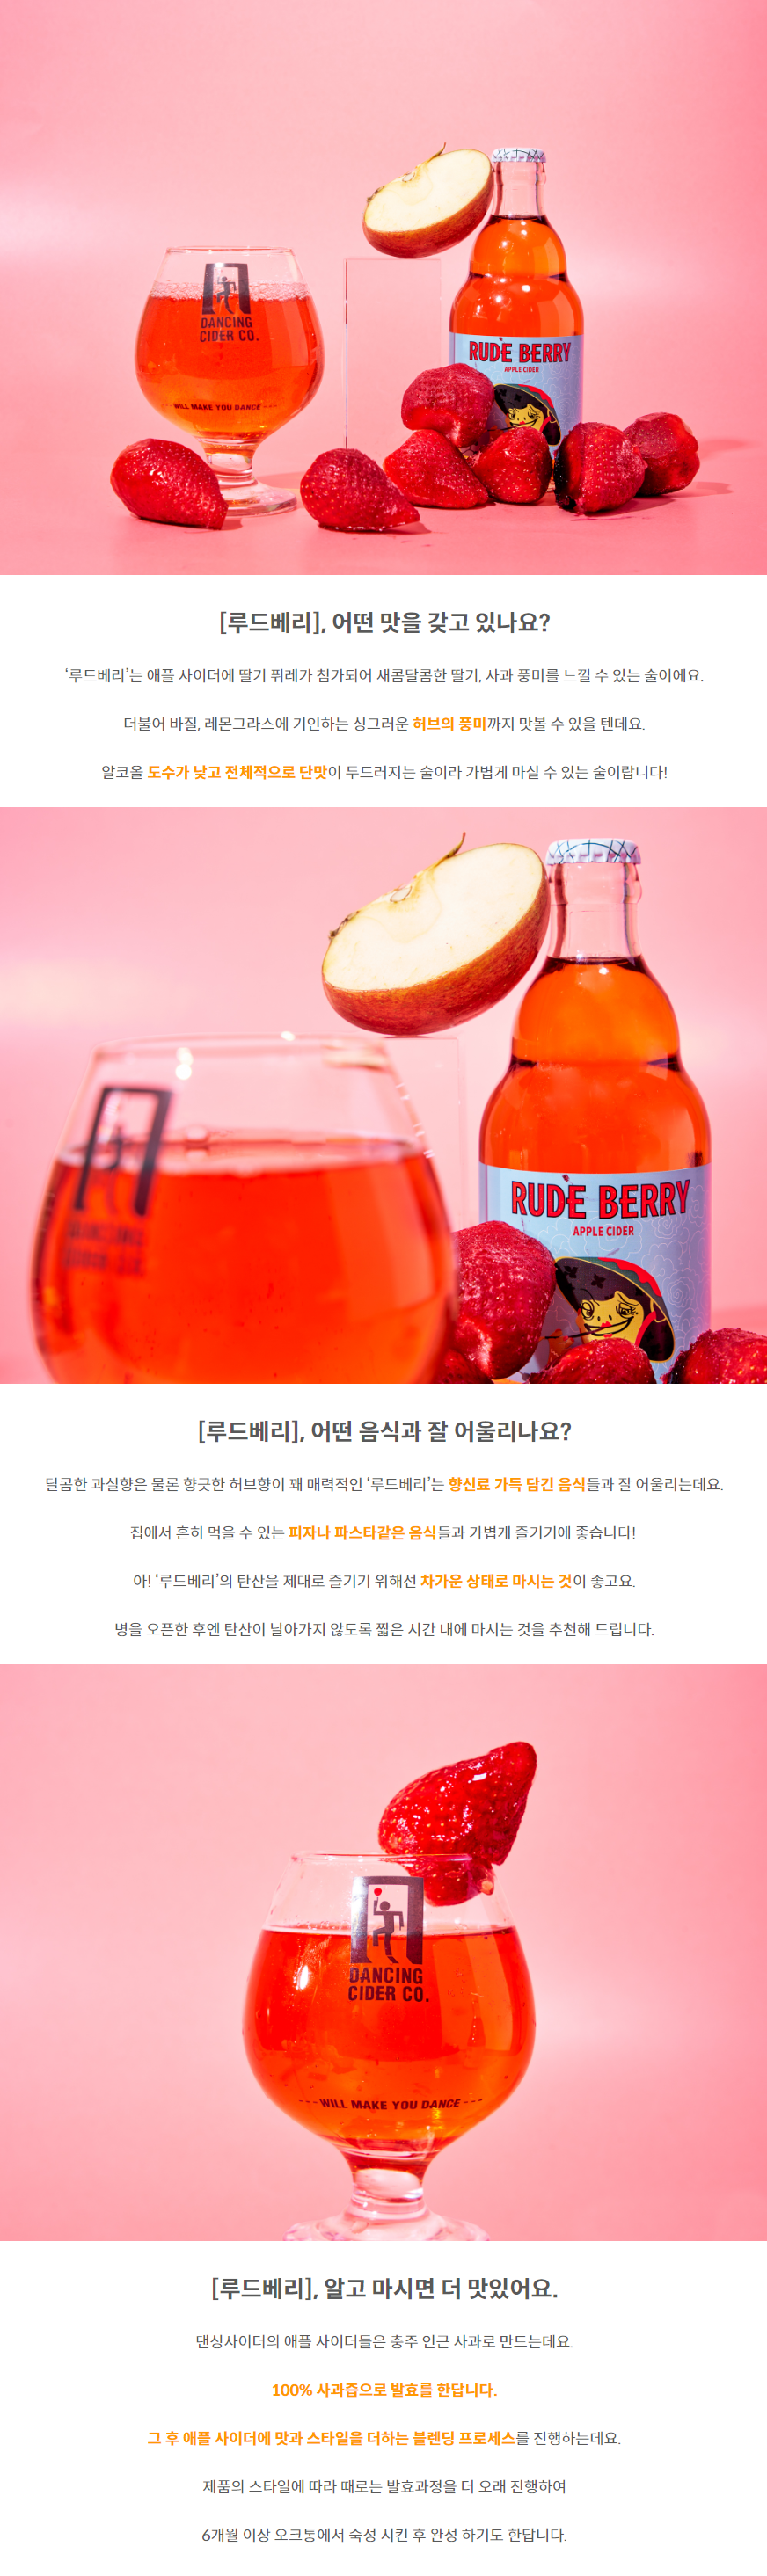 DANCING
CIDER CO.
WILL MAKE YOU DANCE
RUDE BERRY
APPLE CIDER
[루드베리], 어떤 맛을 갖고 있나요?
‘루드베리’는 애플 사이더에 딸기 퓌레가 첨가되어 새콤달콤한 딸기, 사과 풍미를 느낄 수 있는 술이에요.
더불어 바질, 레몬그라스에 기인하는 싱그러운 허브의 풍미까지 맛볼 수 있을 텐데요.
알코올 도수가 낮고 전체적으로 단맛이 두드러지는 술이라 가볍게 마실 수 있는 술이랍니다!
RUDE BERRY
APPLE CIDER
[루드베리], 어떤 음식과 잘 어울리나요?
달콤한 과실향은 물론 향긋한 허브향이 꽤 매력적인 ‘루드베리’는 향신료 가득 담긴 음식들과 잘 어울리는데요.
집에서 흔히 먹을 수 있는 피자나 파스타같은 음식들과 가볍게 즐기기에 좋습니다!
아! ‘루드베리’의 탄산을 제대로 즐기기 위해선 차가운 상태로 마시는 것이 좋고요.
병을 오픈한 후엔 탄산이 날아가지 않도록 짧은 시간 내에 마시는 것을 추천해 드립니다.
DANCING
CIDER CO.
---WILL MAKE YOU DANCE---
[루드베리], 알고 마시면 더 맛있어요.
댄싱사이더의 애플 사이더들은 충주 인근 사과로 만드는데요.
100% 사과즙으로 발효를 한답니다.
그 후 애플 사이더에 맛과 스타일을 더하는 블렌딩 프로세스를 진행하는데요.
제품의 스타일에 따라 때로는 발효과정을 더 오래 진행하여
6개월 이상 오크통에서 숙성 시킨 후 완성 하기도 한답니다.